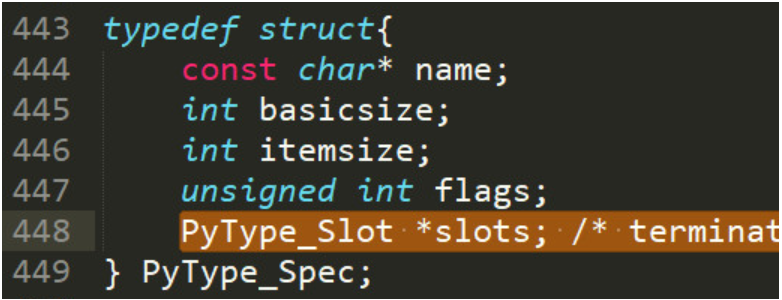 443 typedef struct{
444 const char* name;
445 int basicsize;
446 int itemsize;
447 unsigned int flags;
448 PyType_Slot *slots; /* terminat
449 } PyType_Spec;